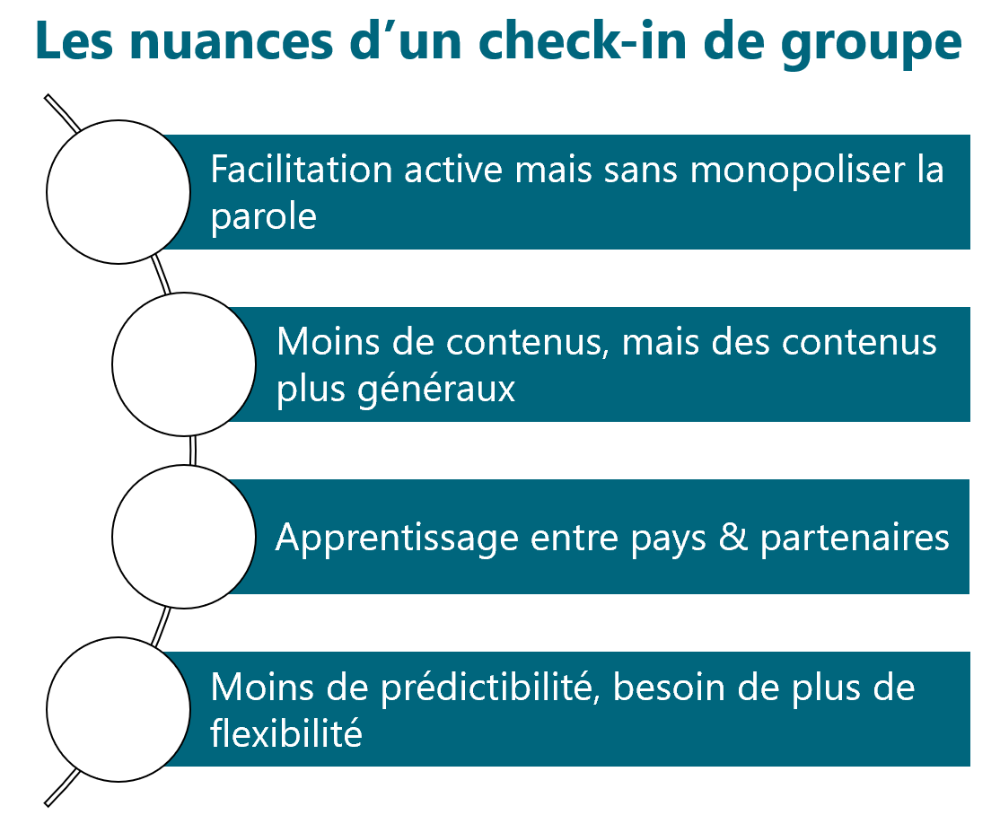 Les nuances d’un check-in de groupe
Facilitation active mais sans monopoliser la
parole
Moins de contenus, mais des contenus
plus généraux
Apprentissage entre pays & partenaires
Moins de prédictibilité, besoin de plus de
flexibilité